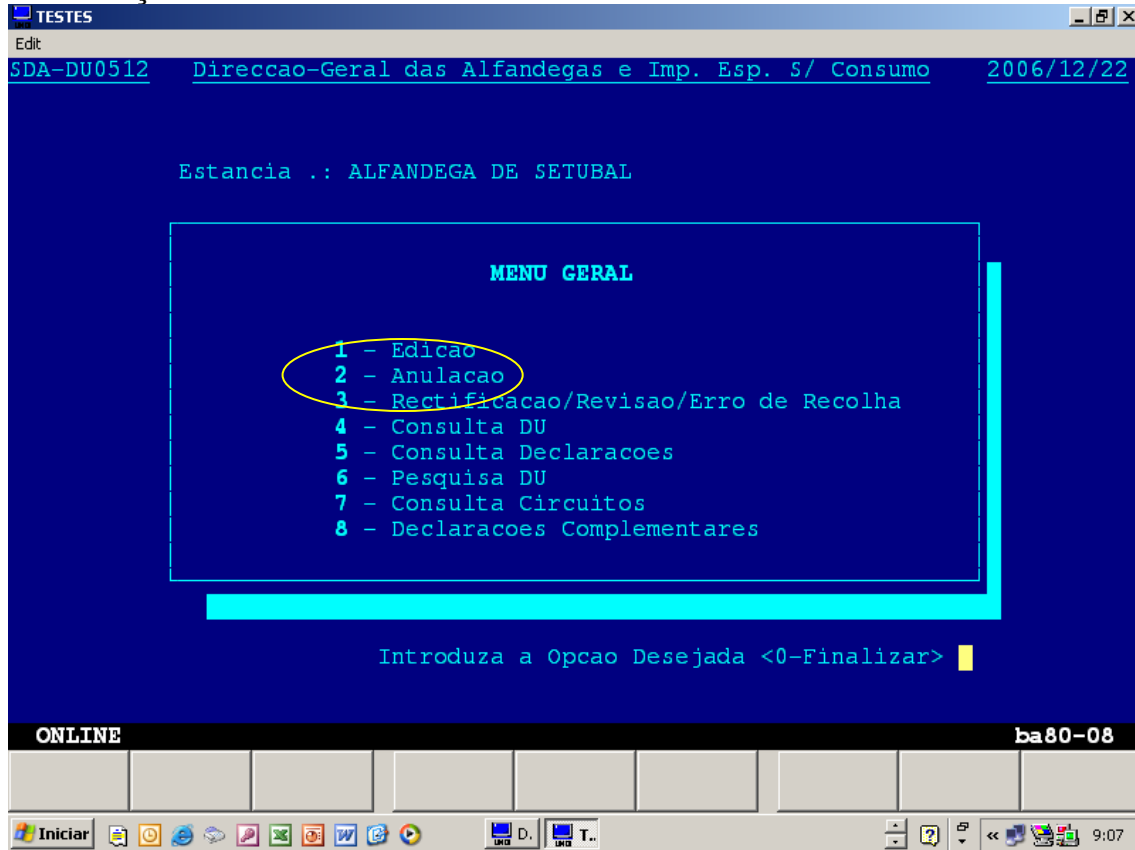 TESTES
Edit
SDA-DU0512 Direccao-Geral das Alfandegas e Imp. Esp. S/ Consumo 2006/12/22
Estancia .: ALFANDEGA DE SETUBAL
MENU GERAL
1 - Edicao
2 - Anulacao
3 - Rectificacao/Revisao/Erro de Recolha
4 - Consulta DU
5 - Consulta Declaracoes
6 - Pesquisa DU
7 - Consulta Circuitos
8 - Declaracoes Complementares
Introduza a Opcao Desejada <0-Finalizar>
ONLINE ba80-08
Iniciar D. T.. « 9:07